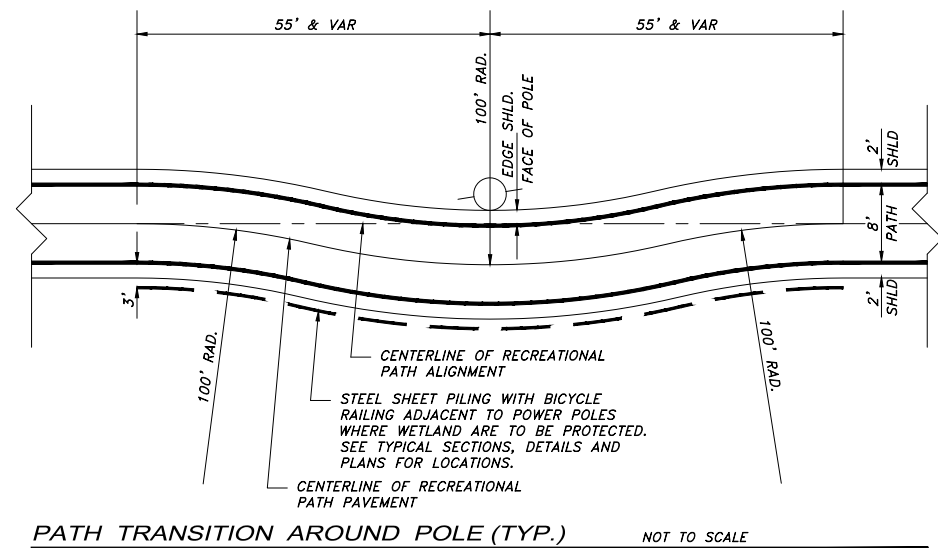 55' & VAR
55' & VAR
100' RAD.
EDGE SHLD.
FACE OF POLE
2'
SHLD
8'
PATH
2'
SHLD
3'
100' RAD.
100' RAD.
CENTERLINE OF RECREATIONAL
PATH ALIGNMENT
STEEL SHEET PILING WITH BICYCLE
RAILING ADJACENT TO POWER POLES
WHERE WETLAND ARE TO BE PROTECTED.
SEE TYPICAL SECTIONS, DETAILS AND
PLANS FOR LOCATIONS.
CENTERLINE OF RECREATIONAL
PATH PAVEMENT
PATH TRANSITION AROUND POLE (TYP.)
NOT TO SCALE